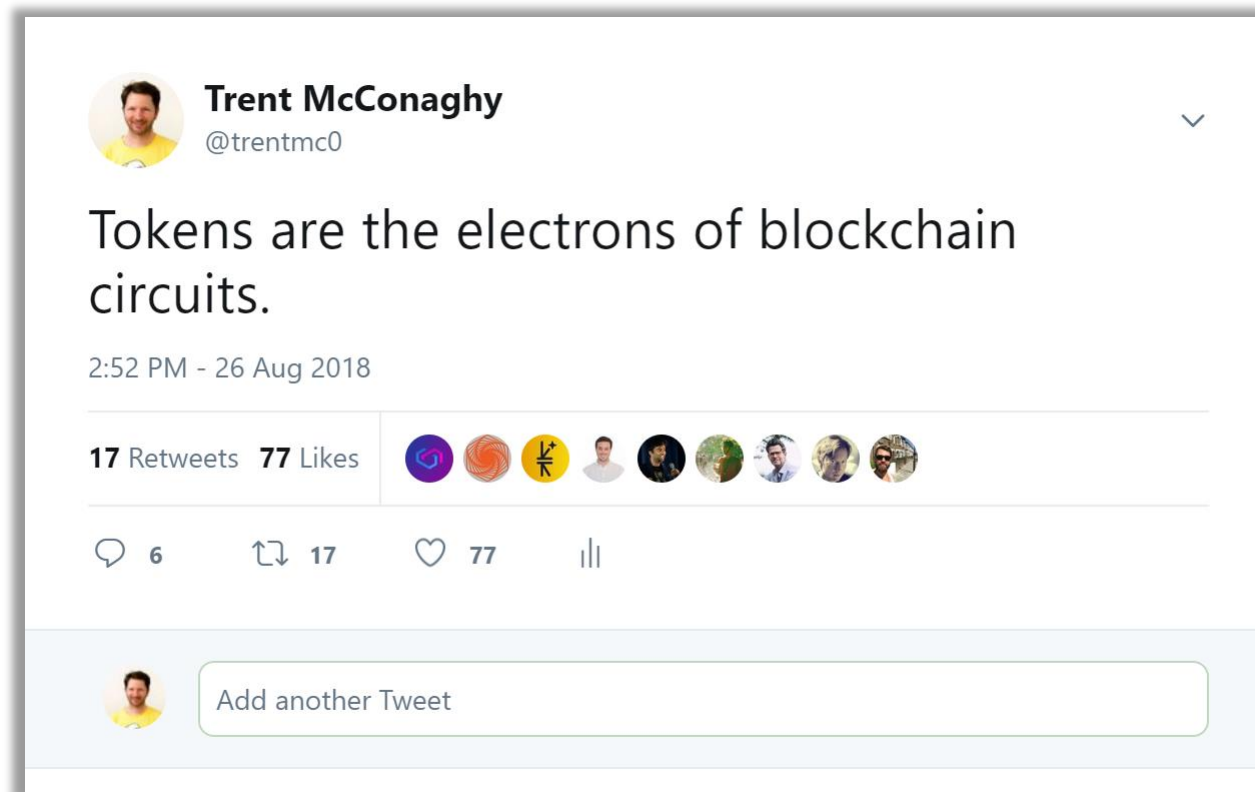 Trent McConaghy
@trentmc0
Tokens are the electrons of blockchain
circuits.
2:52 PM - 26 Aug 2018
17 Retweets 77 Likes
6 17 77
Add another Tweet